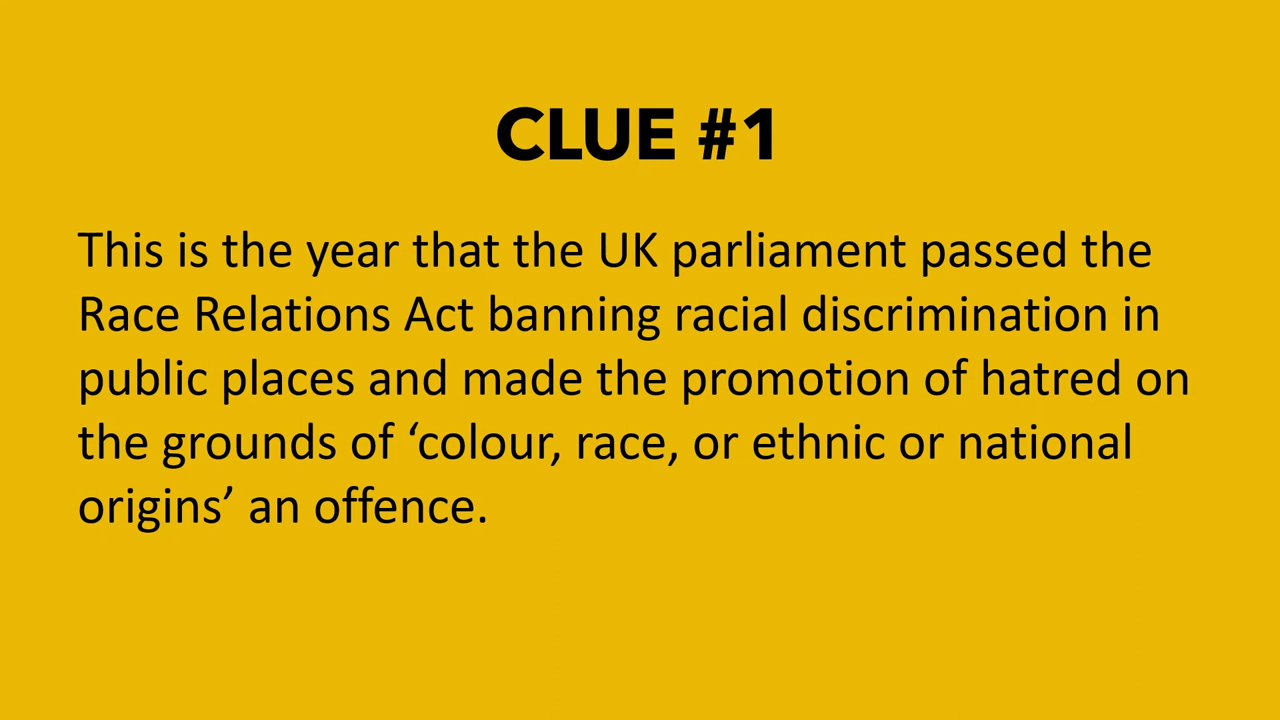 CLUE #1
This is the year that the UK parliament passed the
Race Relations Act banning racial discrimination in
public places and made the promotion of hatred on
the grounds of ‘colour, race, or ethnic or national
origins’ an offence.